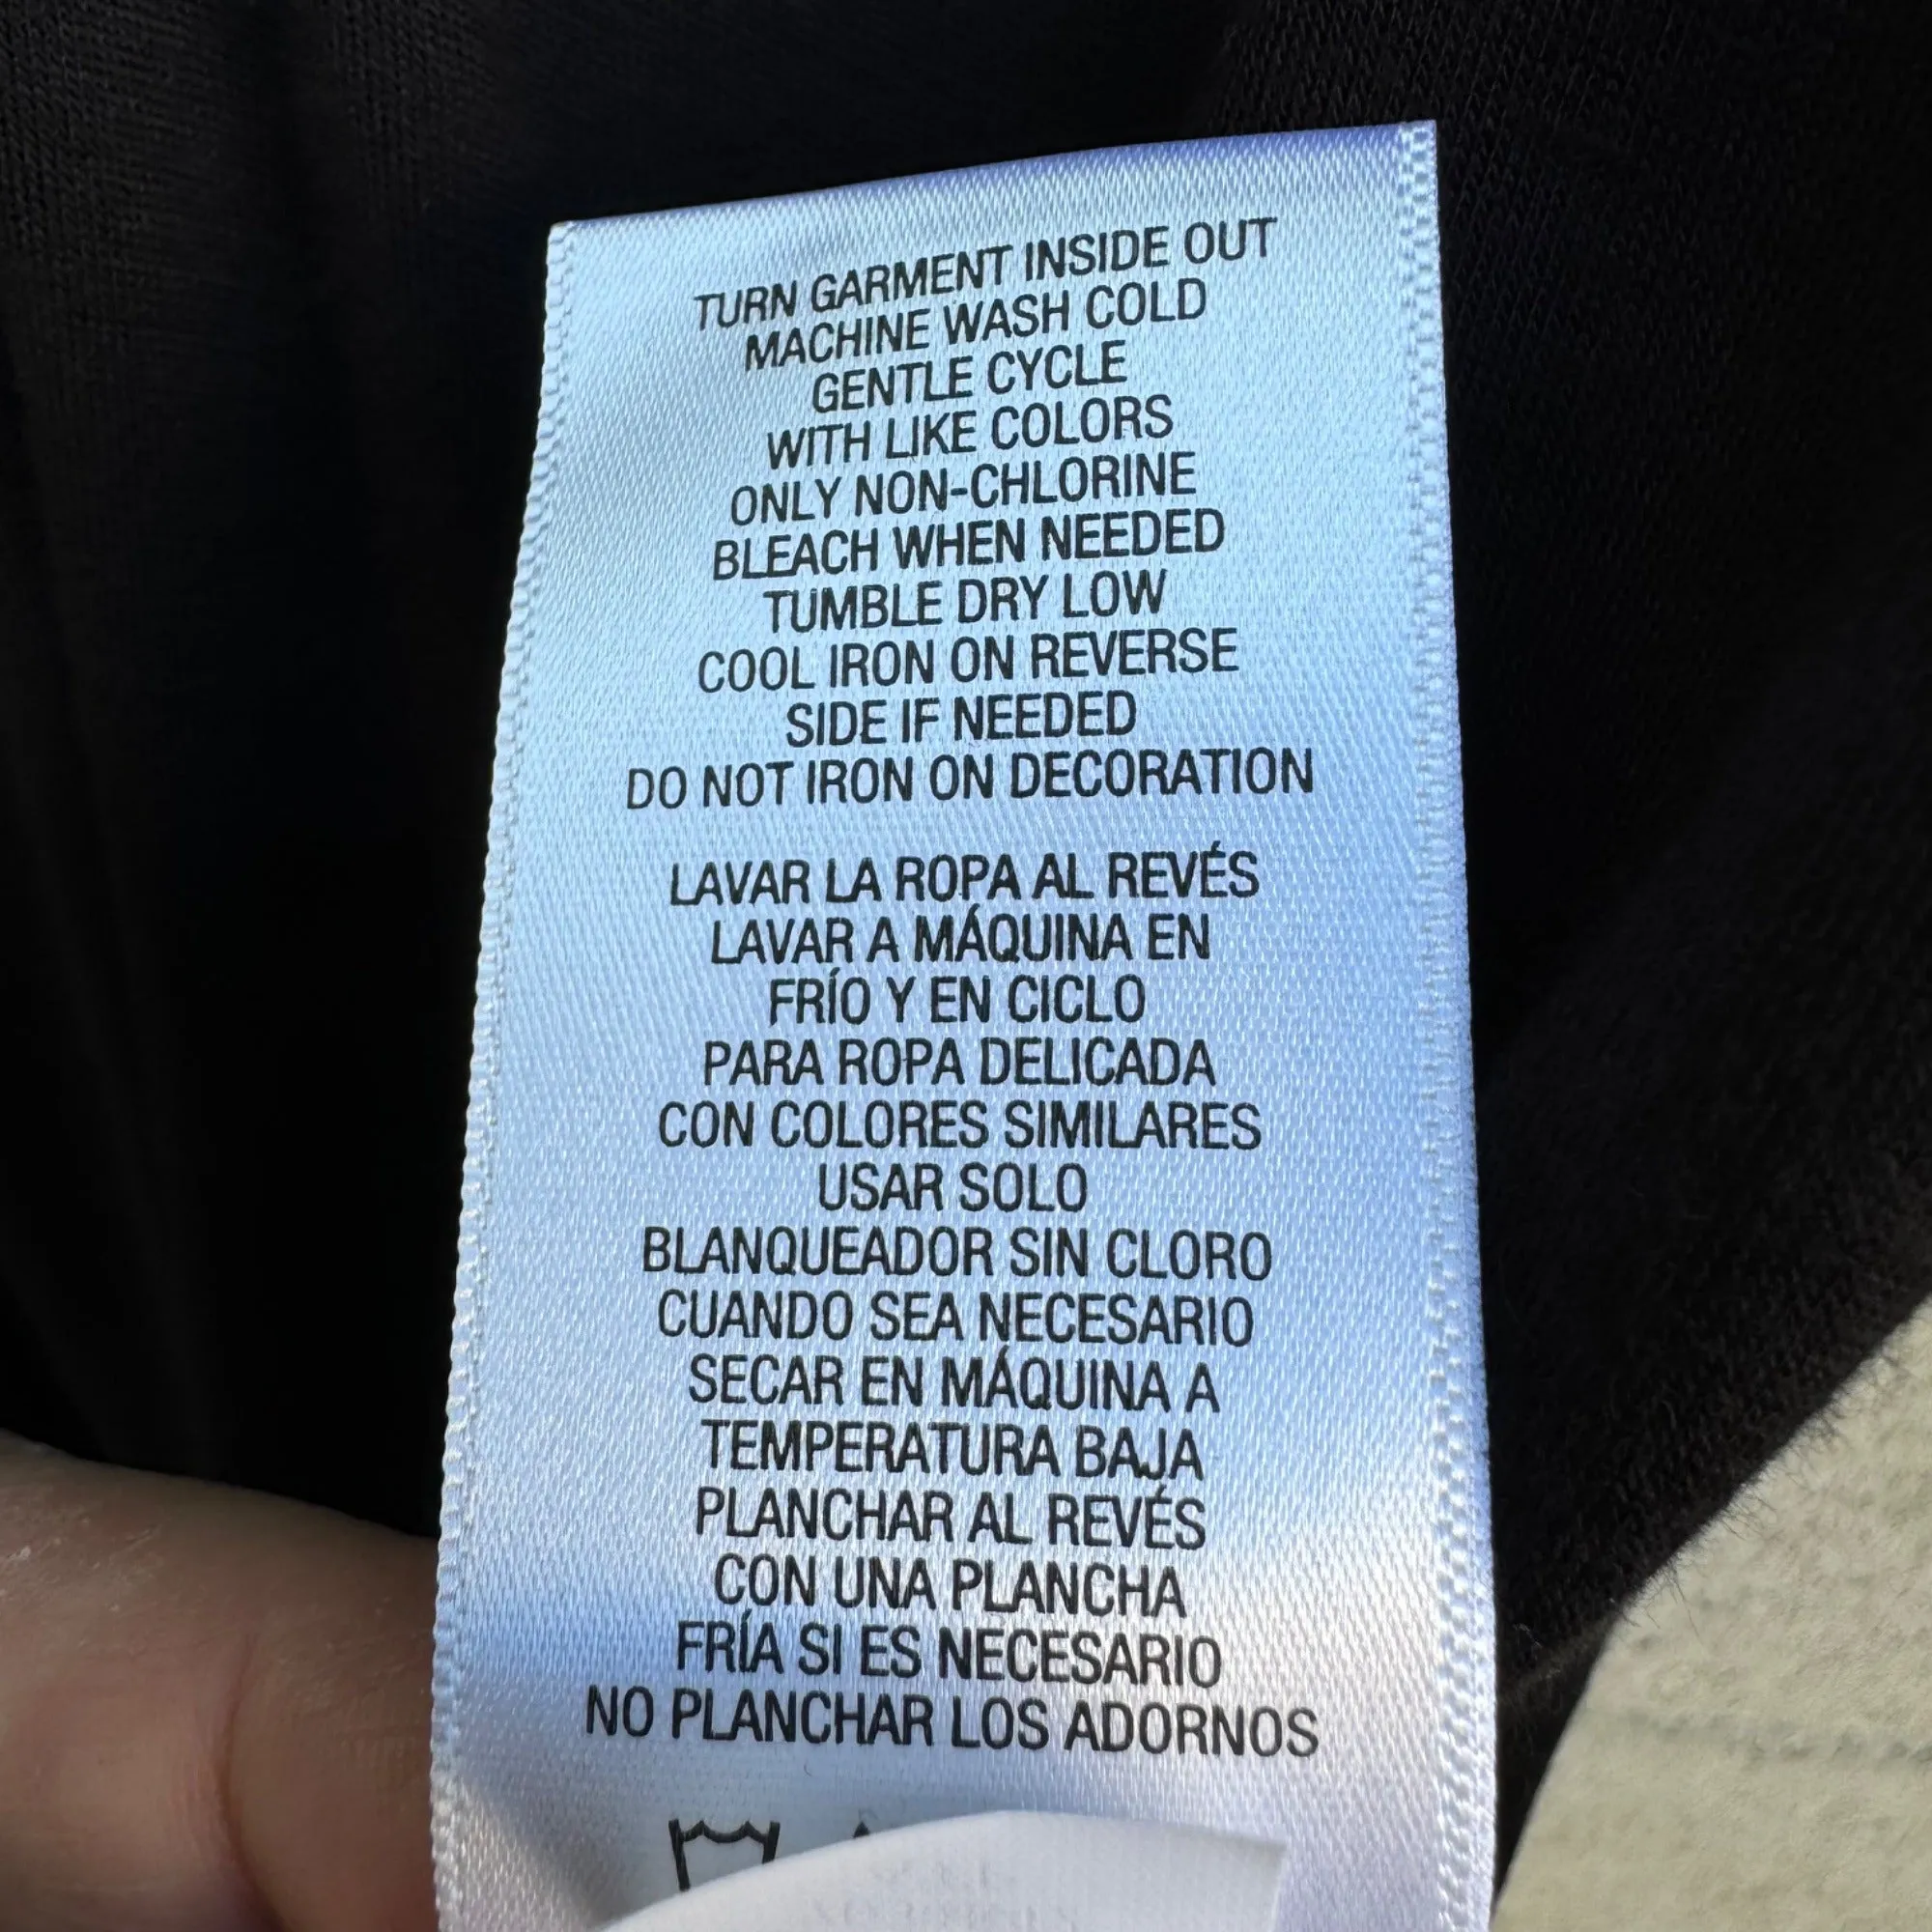 TURN GARMENT INSIDE OUT
MACHINE WASH COLD
GENTLE CYCLE
WITH LIKE COLORS
ONLY NON-CHLORINE
BLEACH WHEN NEEDED
TUMBLE DRY LOW
COOL IRON ON REVERSE
SIDE IF NEEDED
DO NOT IRON ON DECORATION
LAVAR LA ROPA AL REVÉS
LAVAR A MÁQUINA EN
FRÍO Y EN CICLO
PARA ROPA DELICADA
CON COLORES SIMILARES
USAR SOLO
BLANQUEADOR SIN CLORO
CUANDO SEA NECESARIO
SECAR EN MÁQUINA A
TEMPERATURA BAJA
PLANCHAR AL REVÉS
CON UNA PLANCHA
FRÍA SI ES NECESARIO
NO PLANCHAR LOS ADORNOS